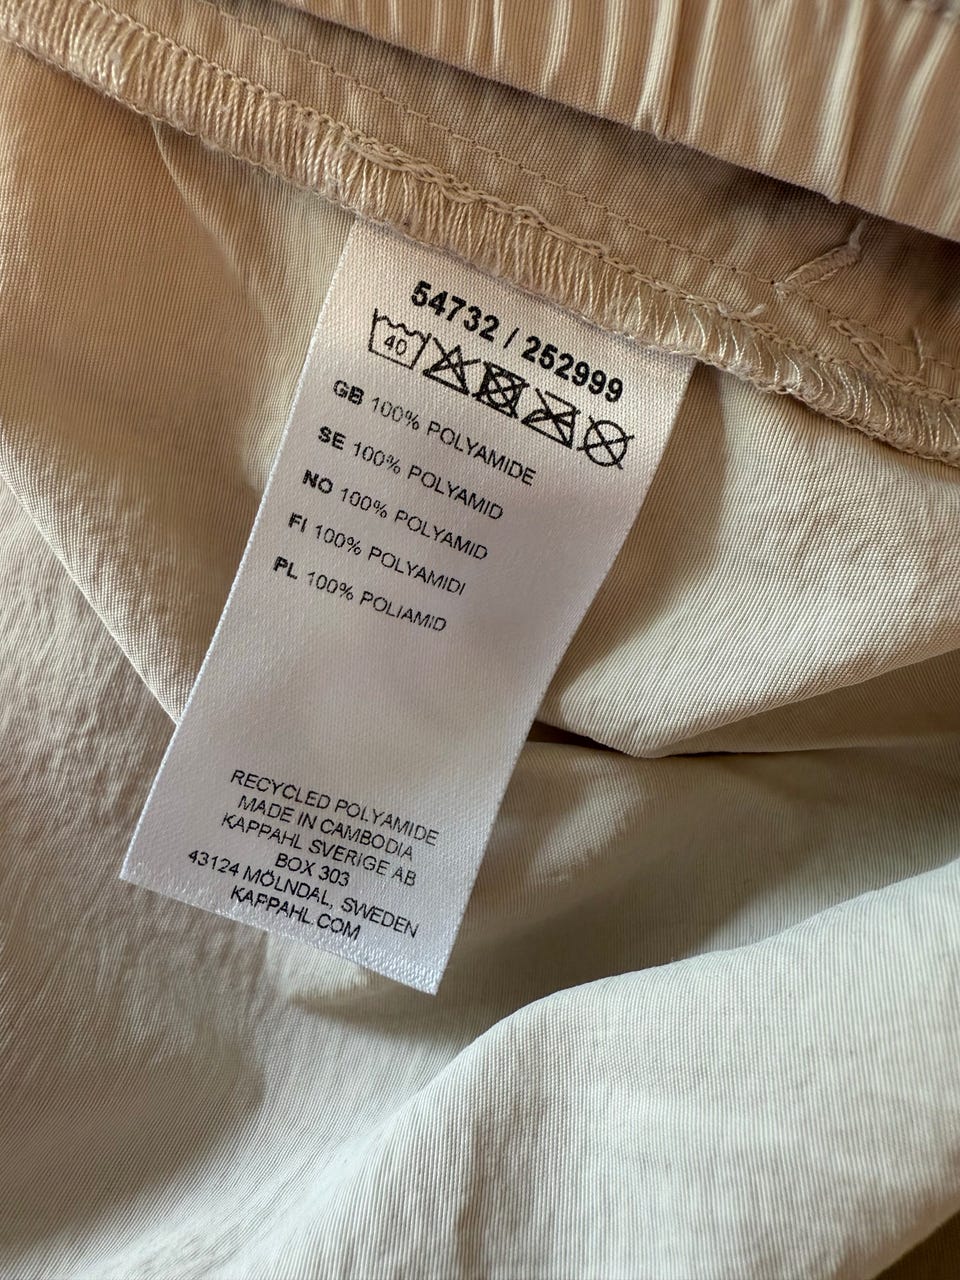 54732 / 252999
40
GB 100% POLYAMIDE
SE 100% POLYAMID
NO 100% POLYAMID
FI 100% POLYAMIDI
PL 100% POLIAMID
RECYCLED POLYAMIDE
MADE IN CAMBODIA
KAPPAHL SVERIGE AB
BOX 303
43124 MÖLNDAL, SWEDEN
KAPPAHL.COM